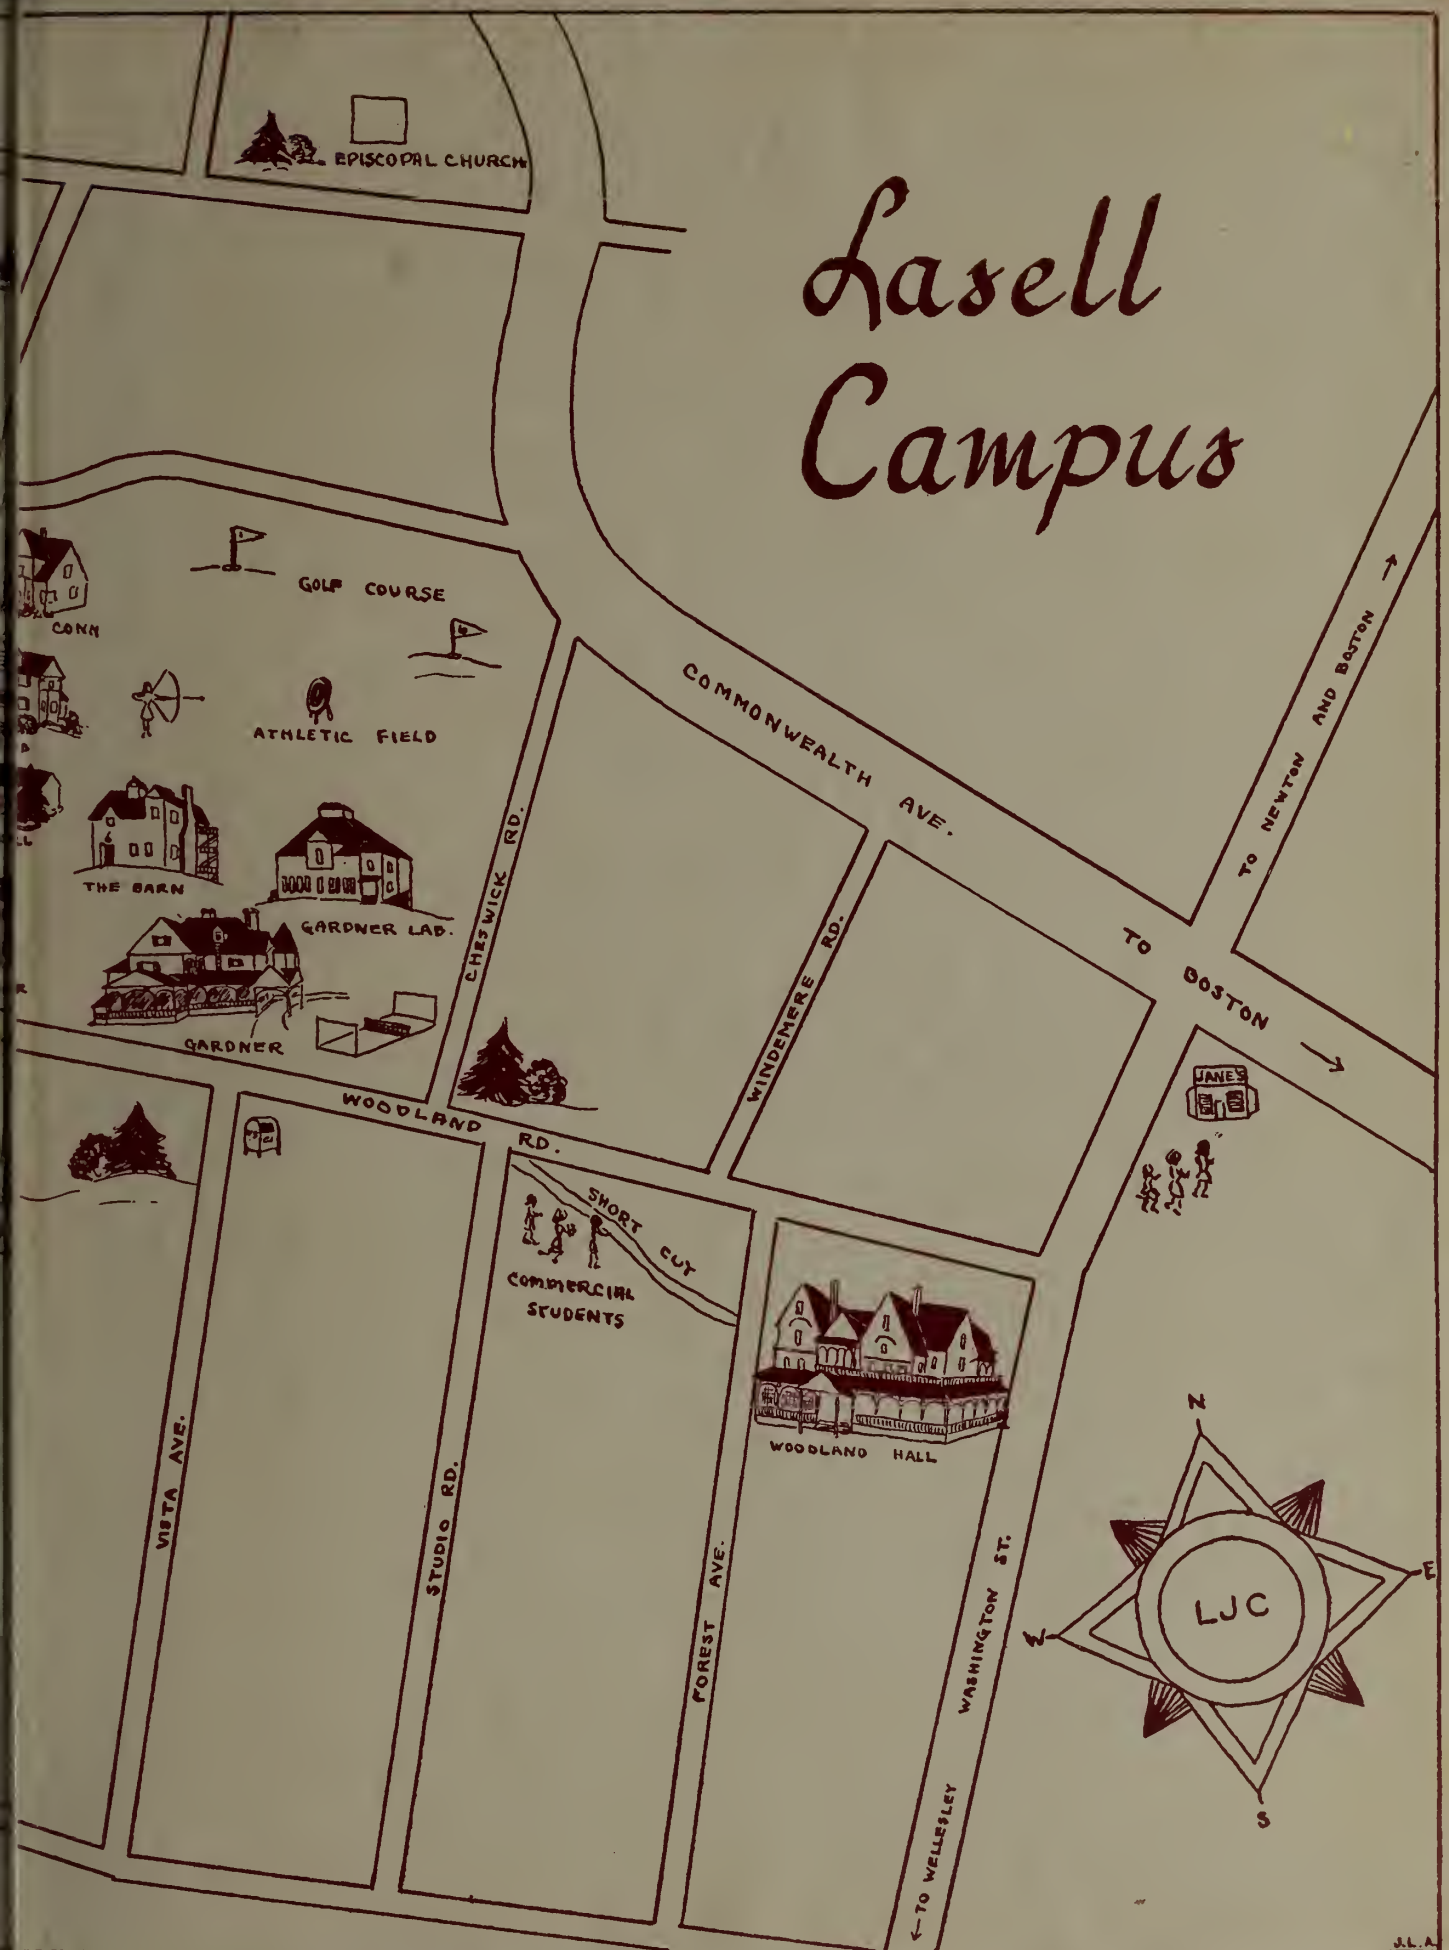 EPISCOPAL CHURCH
Lasell
Campus
GOLF COURSE
CONN
ATHLETIC FIELD
COMMONWEALTH AVE.
TO NEWTON AND BOSTON →
THE BARN
GARDNER LAB.
CHESWICK RD.
WINDEMERE RD.
TO BOSTON →
GARDNER
JANE'S
WOODLAND RD.
SHORT CUT
COMMERCIAL
STUDENTS
WOODLAND HALL
VISTA AVE.
STUDIO RD.
FOREST AVE.
WASHINGTON ST.
← TO WELLESLEY
N
E
W
LJC
S
J.L.A.